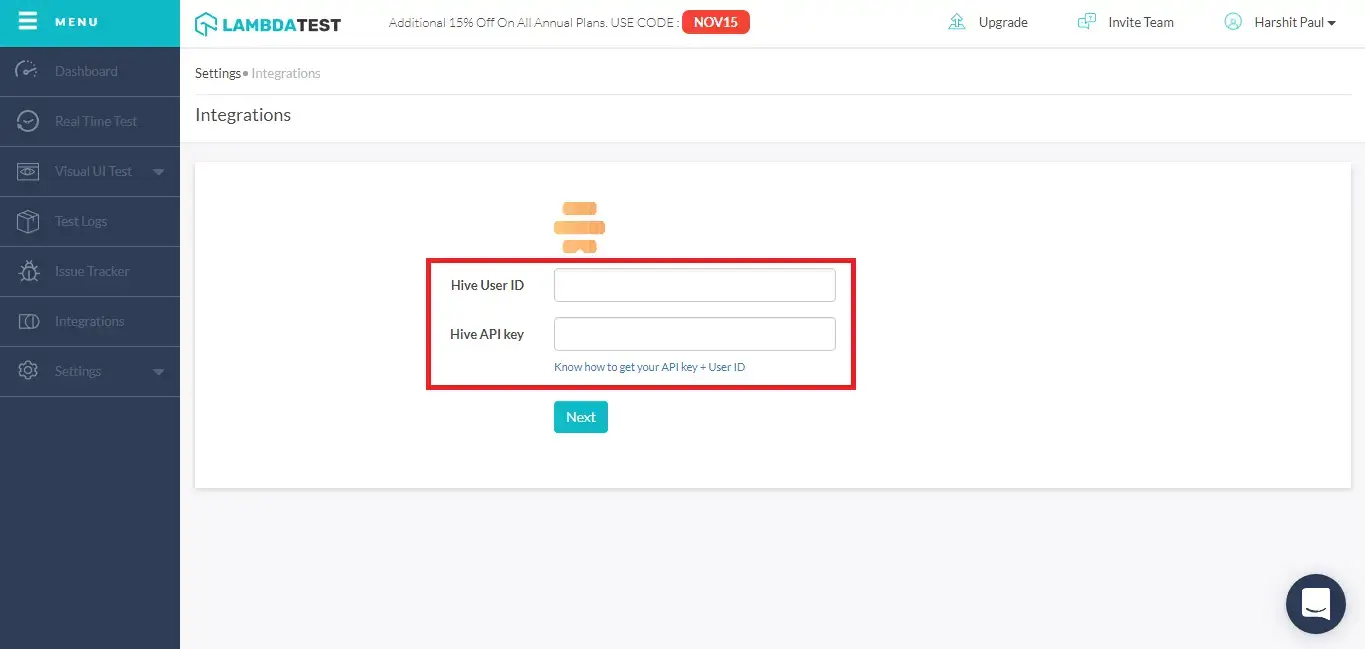 MENU
LAMBDATEST
Additional 15% Off On All Annual Plans. USE CODE : NOV15
Upgrade
Invite Team
Harshit Paul
Dashboard
Real Time Test
Visual UI Test
Test Logs
Issue Tracker
Integrations
Settings
Settings• Integrations
Integrations
Hive User ID
Hive API key
Know how to get your API key + User ID
Next